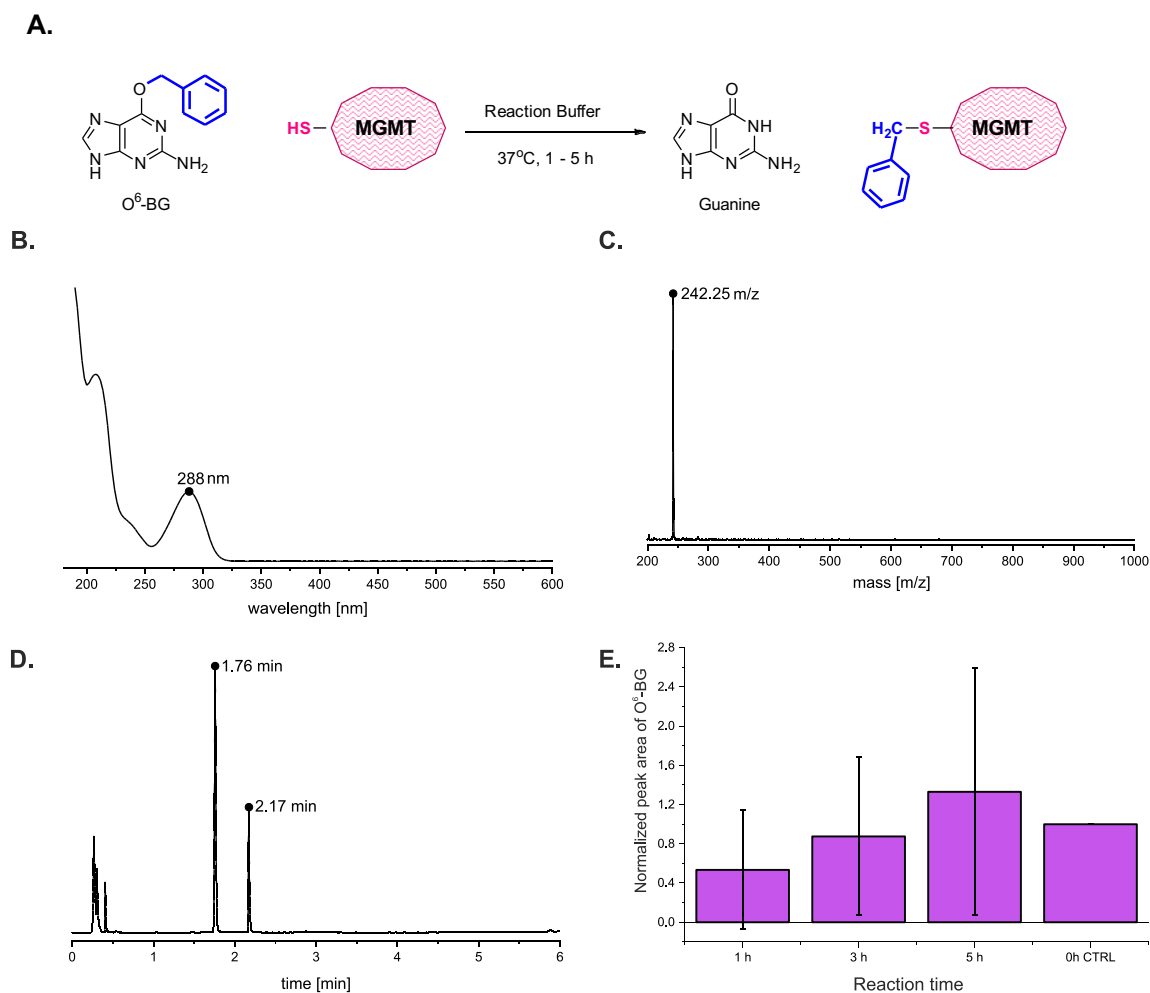 A.
O
N
N
N
H
N
NH₂
O⁶-BG
HS
MGMT
Reaction Buffer
37°C, 1 - 5 h
O
N
NH
N
H
N
NH₂
Guanine
H₂C
S
MGMT
B.
288 nm
200 250 300 350 400 450 500 550 600
wavelength [nm]
C.
242.25 m/z
200 300 400 500 600 700 800 900 1000
mass [m/z]
D.
1.76 min
2.17 min
0 1 2 3 4 5 6
time [min]
E.
Normalized peak area of O⁶-BG
2.8
2.4
2.0
1.6
1.2
0.8
0.4
0.0
1 h 3 h 5 h 0h CTRL
Reaction time